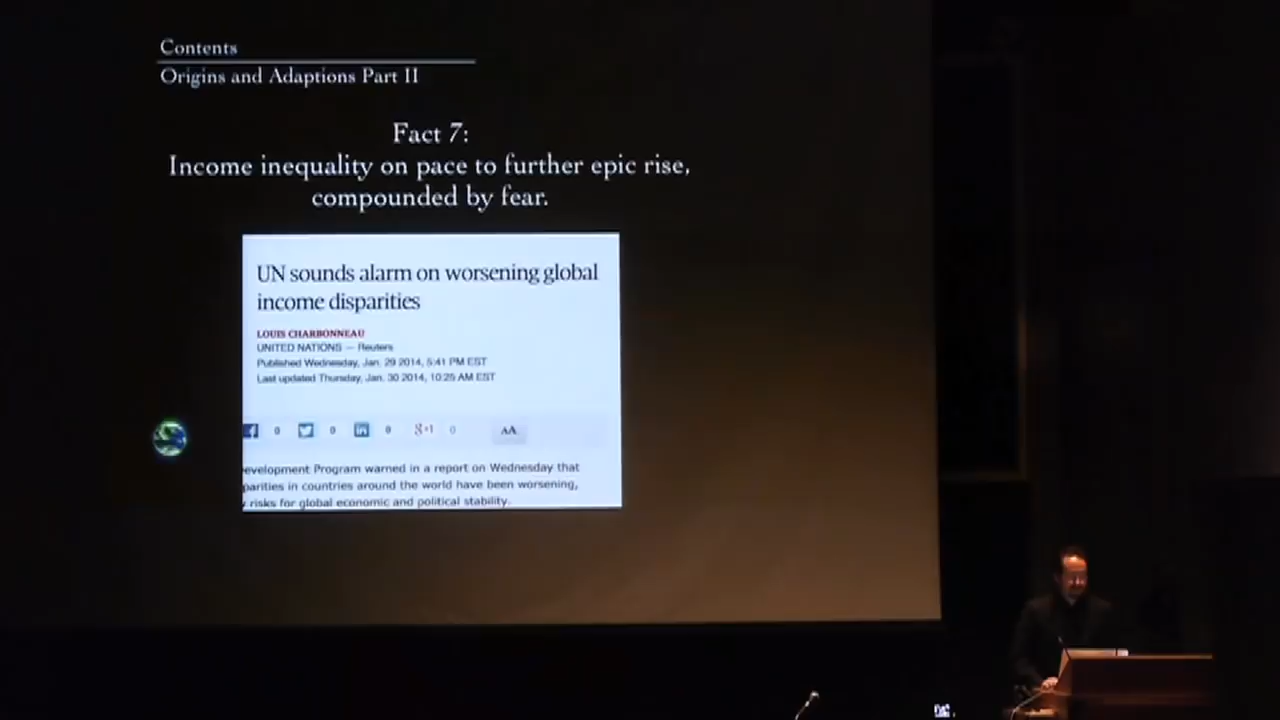 Contents
Origins and Adaptions Part II
Fact 7:
Income inequality on pace to further epic rise,
compounded by fear.
UN sounds alarm on worsening global
income disparities
LOUIS CHARBONNEAU
UNITED NATIONS — Reuters
Published Wednesday, Jan. 29 2014, 5:41 PM EST
Last updated Thursday, Jan. 30 2014, 10:25 AM EST
0 0 0 g+1 0 AA
evelopment Program warned in a report on Wednesday that
parities in countries around the world have been worsening,
risks for global economic and political stability.